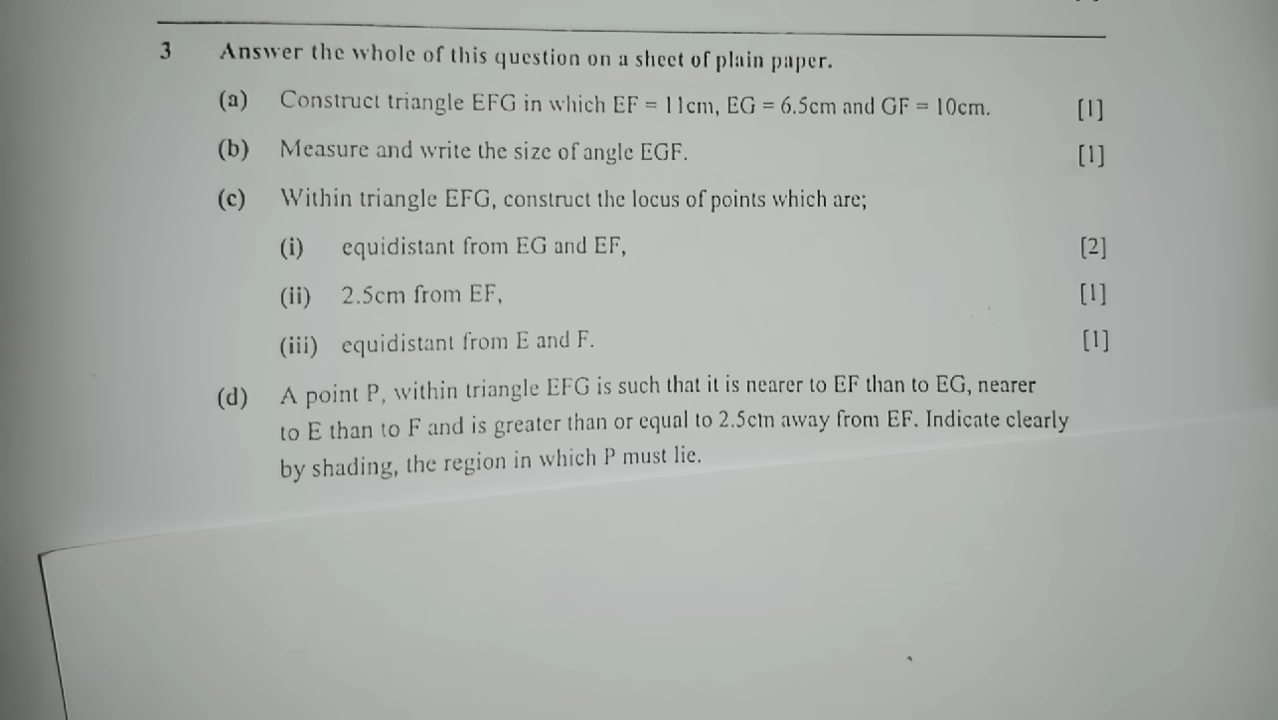 3 Answer the whole of this question on a sheet of plain paper.
(a) Construct triangle EFG in which EF = 11cm, EG = 6.5cm and GF = 10cm. [1]
(b) Measure and write the size of angle EGF. [1]
(c) Within triangle EFG, construct the locus of points which are;
(i) equidistant from EG and EF, [2]
(ii) 2.5cm from EF, [1]
(iii) equidistant from E and F. [1]
(d) A point P, within triangle EFG is such that it is nearer to EF than to EG, nearer
to E than to F and is greater than or equal to 2.5cm away from EF. Indicate clearly
by shading, the region in which P must lie.